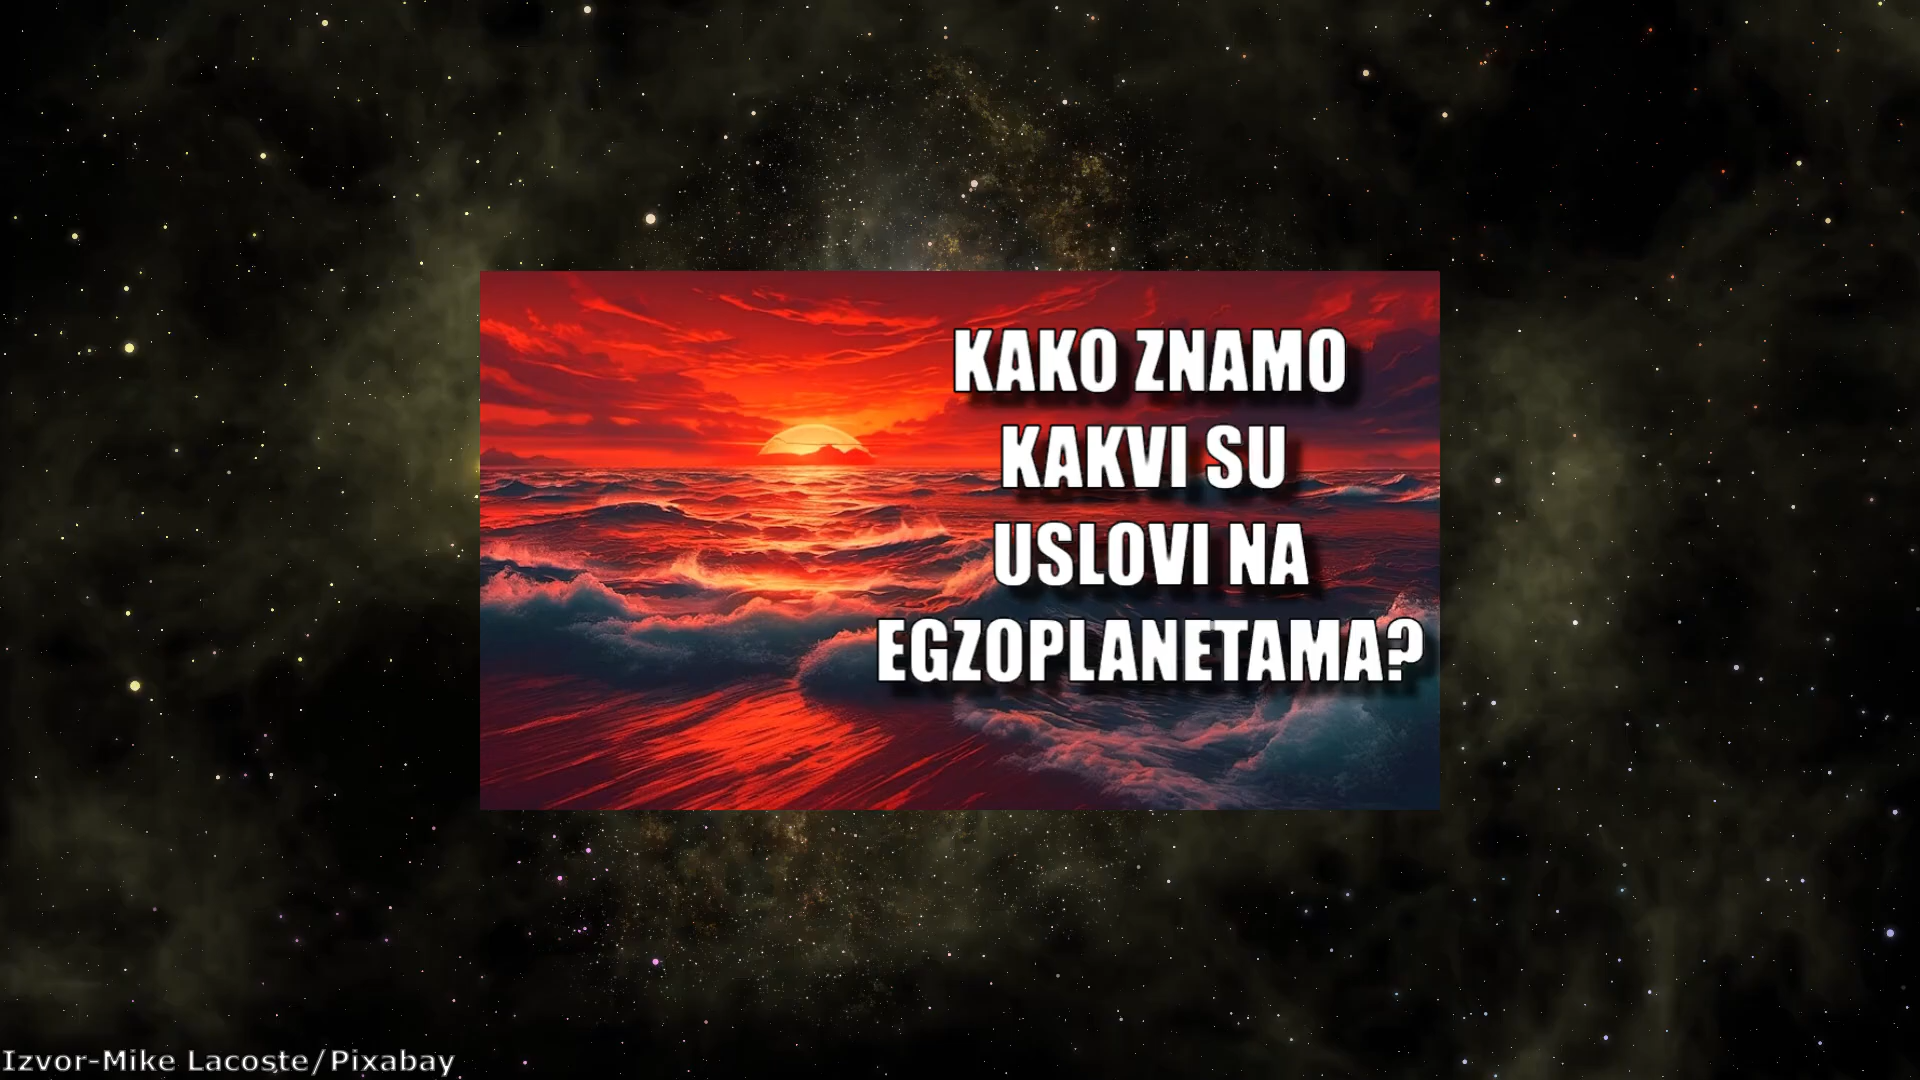 KAKO ZNAMO
KAKVI SU
USLOVI NA
EGZOPLANETAMA?
Izvor-Mike Lacoste/Pixabay